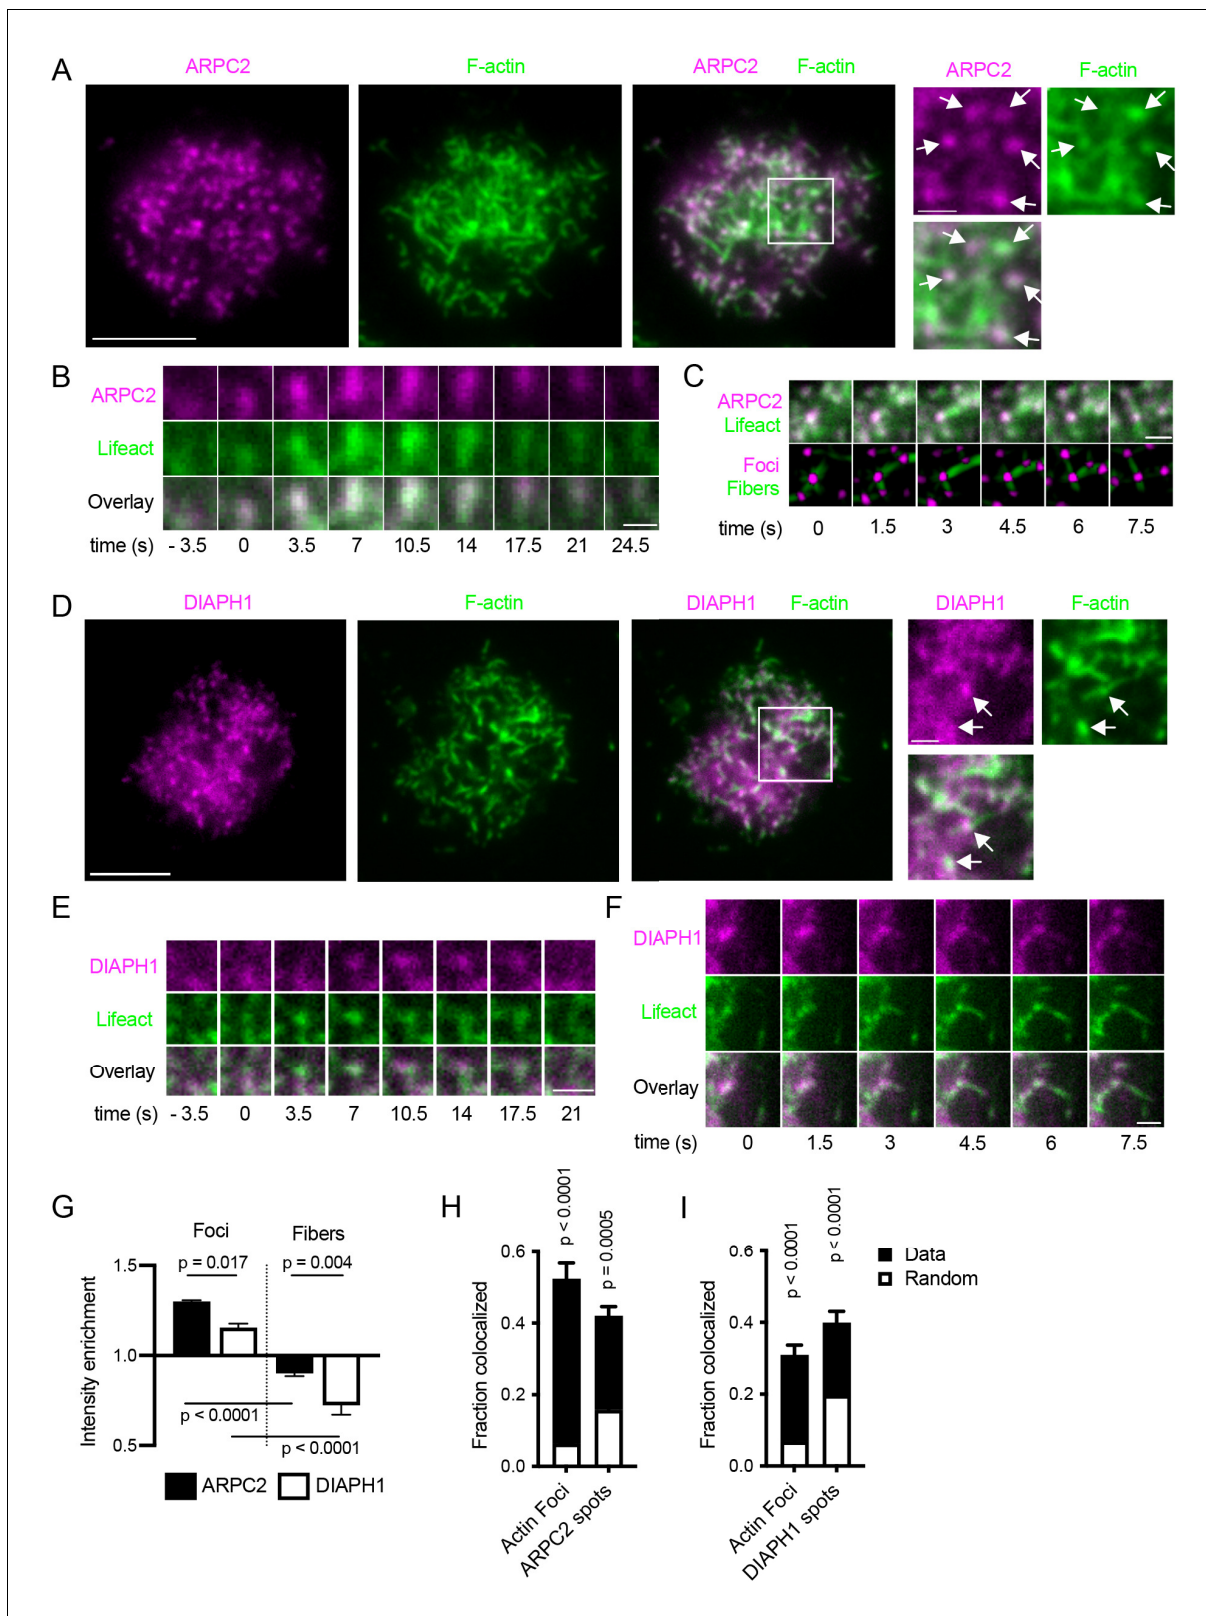 A
ARPC2
F-actin
ARPC2 F-actin
ARPC2
F-actin
B
ARPC2
Lifeact
Overlay
time (s) - 3.5 0 3.5 7 10.5 14 17.5 21 24.5
C
ARPC2
Lifeact
Foci
Fibers
time (s) 0 1.5 3 4.5 6 7.5
D
DIAPH1
F-actin
DIAPH1 F-actin
DIAPH1
F-actin
E
DIAPH1
Lifeact
Overlay
time (s) - 3.5 0 3.5 7 10.5 14 17.5 21
F
DIAPH1
Lifeact
Overlay
time (s) 0 1.5 3 4.5 6 7.5
G
Foci Fibers
p = 0.017 p = 0.004
1.5
1.0
0.5
Intensity enrichment
p < 0.0001
p < 0.0001
ARPC2 DIAPH1
H
p < 0.0001
p = 0.0005
0.6
0.4
0.2
0.0
Fraction colocalized
Actin Foci
ARPC2 spots
I
p < 0.0001
p < 0.0001
0.6
0.4
0.2
0.0
Fraction colocalized
Actin Foci
DIAPH1 spots
Data
Random